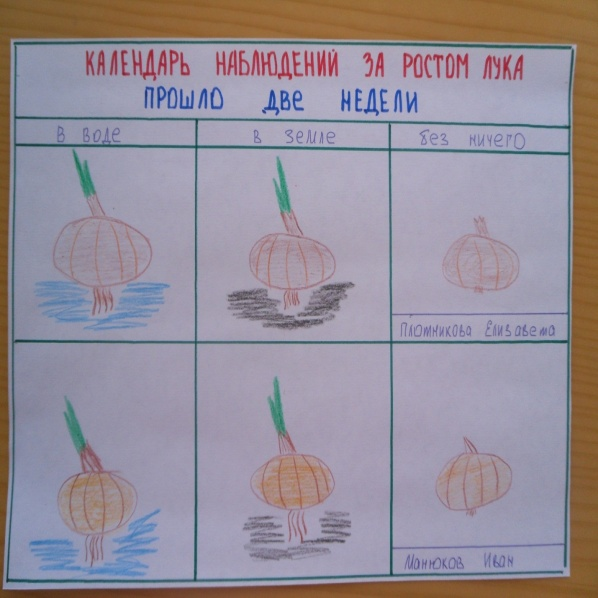 КАЛЕНДАРЬ НАБЛЮДЕНИЙ ЗА РОСТОМ ЛУКА
ПРОШЛО ДВЕ НЕДЕЛИ
В воде
в земле
без ничего
Плотникова Елизавета
Манюков Иван